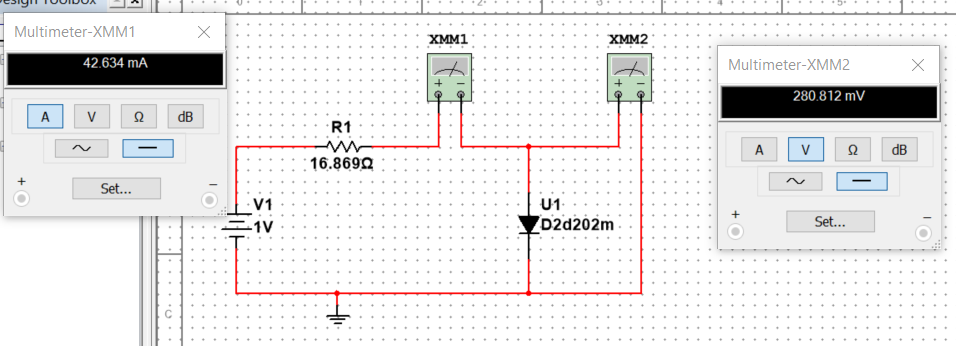 Design Toolbox
Multimeter-XMM1
42.634 mA
A
V
Ω
dB
+
Set...
−
XMM1
+ −
XMM2
+ −
R1
16.869Ω
V1
1V
U1
D2d202m
Multimeter-XMM2
280.812 mV
A
V
Ω
dB
+
Set...
−
C